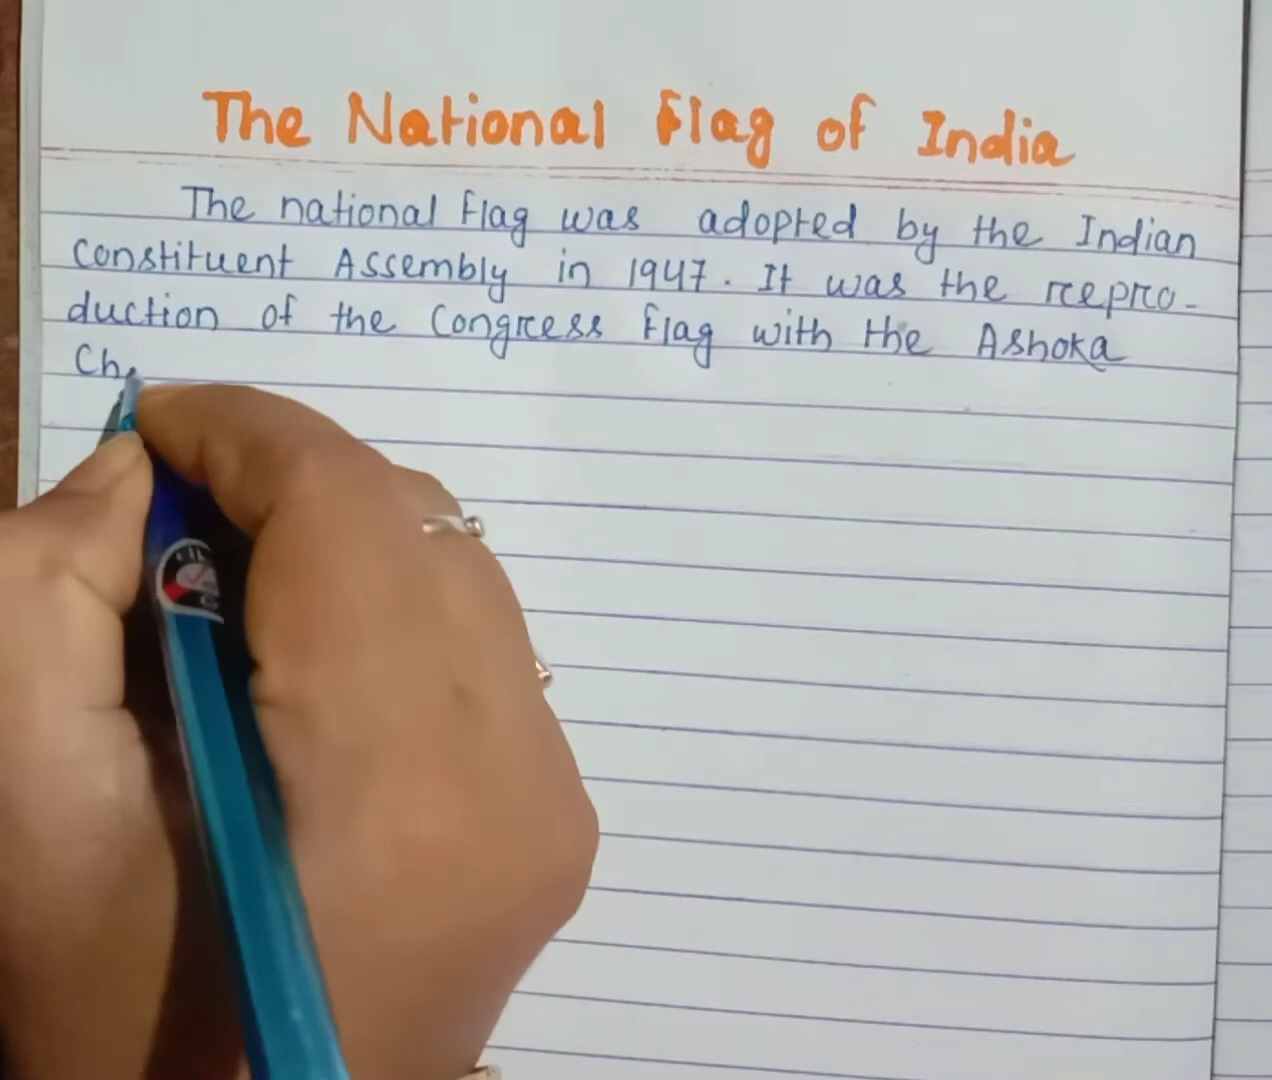 The National Flag of India
The national flag was adopted by the Indian
Constituent Assembly in 1947. It was the repro-
duction of the Congress flag with the Ashoka
Ch